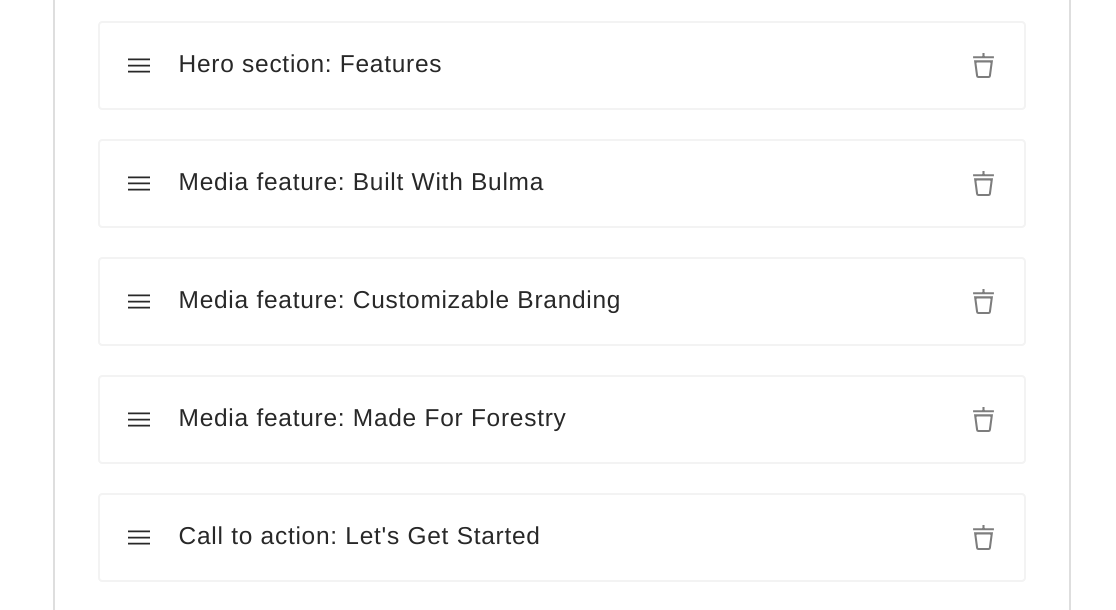 Hero section: Features
Media feature: Built With Bulma
Media feature: Customizable Branding
Media feature: Made For Forestry
Call to action: Let's Get Started